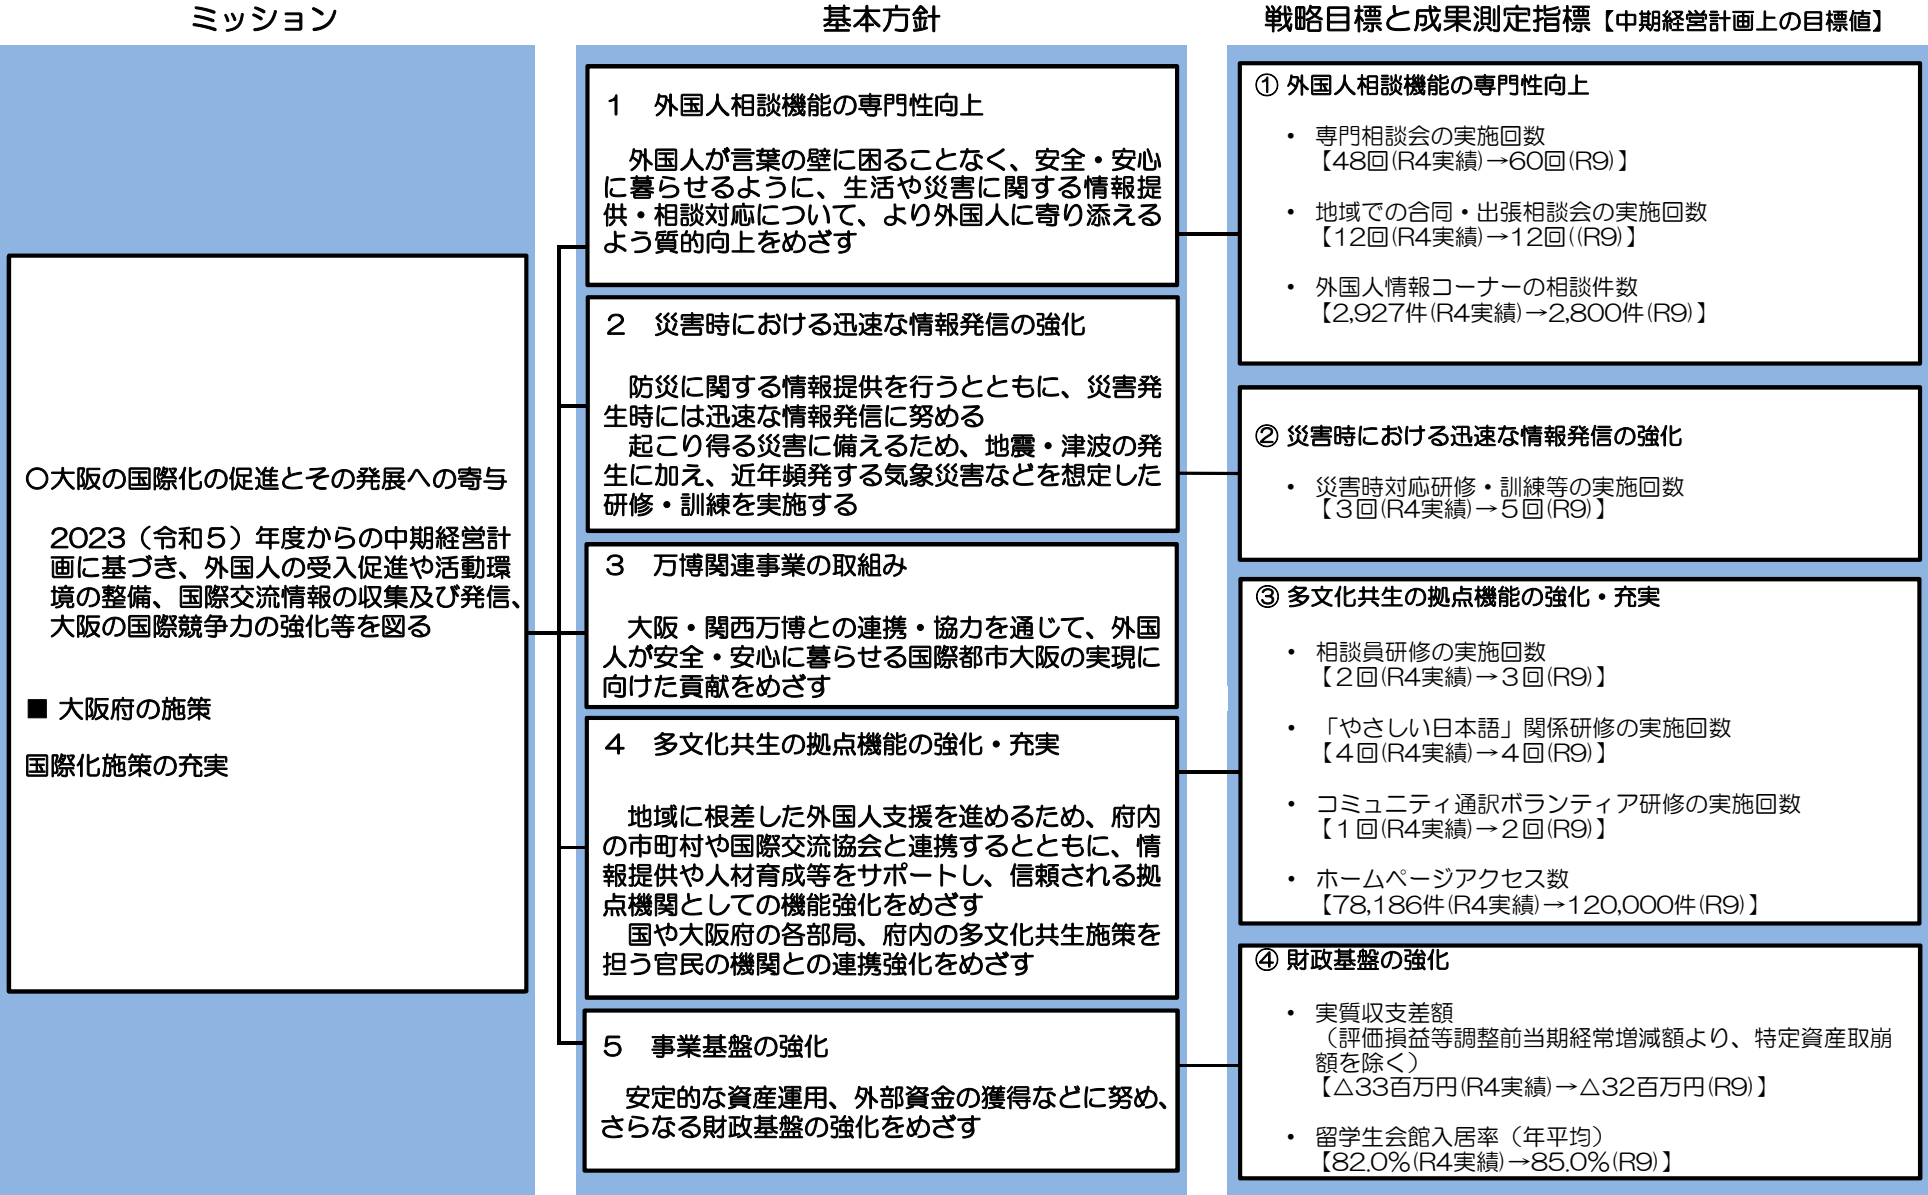 ミッション
○大阪の国際化の促進とその発展への寄与
2023（令和５）年度からの中期経営計
画に基づき、外国人の受入促進や活動環
境の整備、国際交流情報の収集及び発信、
大阪の国際競争力の強化等を図る
■ 大阪府の施策
国際化施策の充実
基本方針
１　外国人相談機能の専門性向上
外国人が言葉の壁に困ることなく、安全・安心
に暮らせるように、生活や災害に関する情報提
供・相談対応について、より外国人に寄り添える
よう質的向上をめざす
２　災害時における迅速な情報発信の強化
防災に関する情報提供を行うとともに、災害発
生時には迅速な情報発信に努める
起こり得る災害に備えるため、地震・津波の発
生に加え、近年頻発する気象災害などを想定した
研修・訓練を実施する
３　万博関連事業の取組み
大阪・関西万博との連携・協力を通じて、外国
人が安全・安心に暮らせる国際都市大阪の実現に
向けた貢献をめざす
４　多文化共生の拠点機能の強化・充実
地域に根差した外国人支援を進めるため、府内
の市町村や国際交流協会と連携するとともに、情
報提供や人材育成等をサポートし、信頼される拠
点機関としての機能強化をめざす
国や大阪府の各部局、府内の多文化共生施策を
担う官民の機関との連携強化をめざす
５　事業基盤の強化
安定的な資産運用、外部資金の獲得などに努め、
さらなる財政基盤の強化をめざす
戦略目標と成果測定指標【中期経営計画上の目標値】
① 外国人相談機能の専門性向上
・ 専門相談会の実施回数
【48回(R4実績)→60回(R9)】
・ 地域での合同・出張相談会の実施回数
【12回(R4実績)→12回((R9)】
・ 外国人情報コーナーの相談件数
【2,927件(R4実績)→2,800件(R9)】
② 災害時における迅速な情報発信の強化
・ 災害時対応研修・訓練等の実施回数
【３回(R4実績)→５回(R9)】
③ 多文化共生の拠点機能の強化・充実
・ 相談員研修の実施回数
【２回(R4実績)→３回(R9)】
・ 「やさしい日本語」関係研修の実施回数
【４回(R4実績)→４回(R9)】
・ コミュニティ通訳ボランティア研修の実施回数
【１回(R4実績)→２回(R9)】
・ ホームページアクセス数
【78,186件(R4実績)→120,000件(R9)】
④ 財政基盤の強化
・ 実質収支差額
（評価損益等調整前当期経常増減額より、特定資産取崩
額を除く）
【△33百万円(R4実績)→△32百万円(R9)】
・ 留学生会館入居率（年平均）
【82.0%(R4実績)→85.0%(R9)】